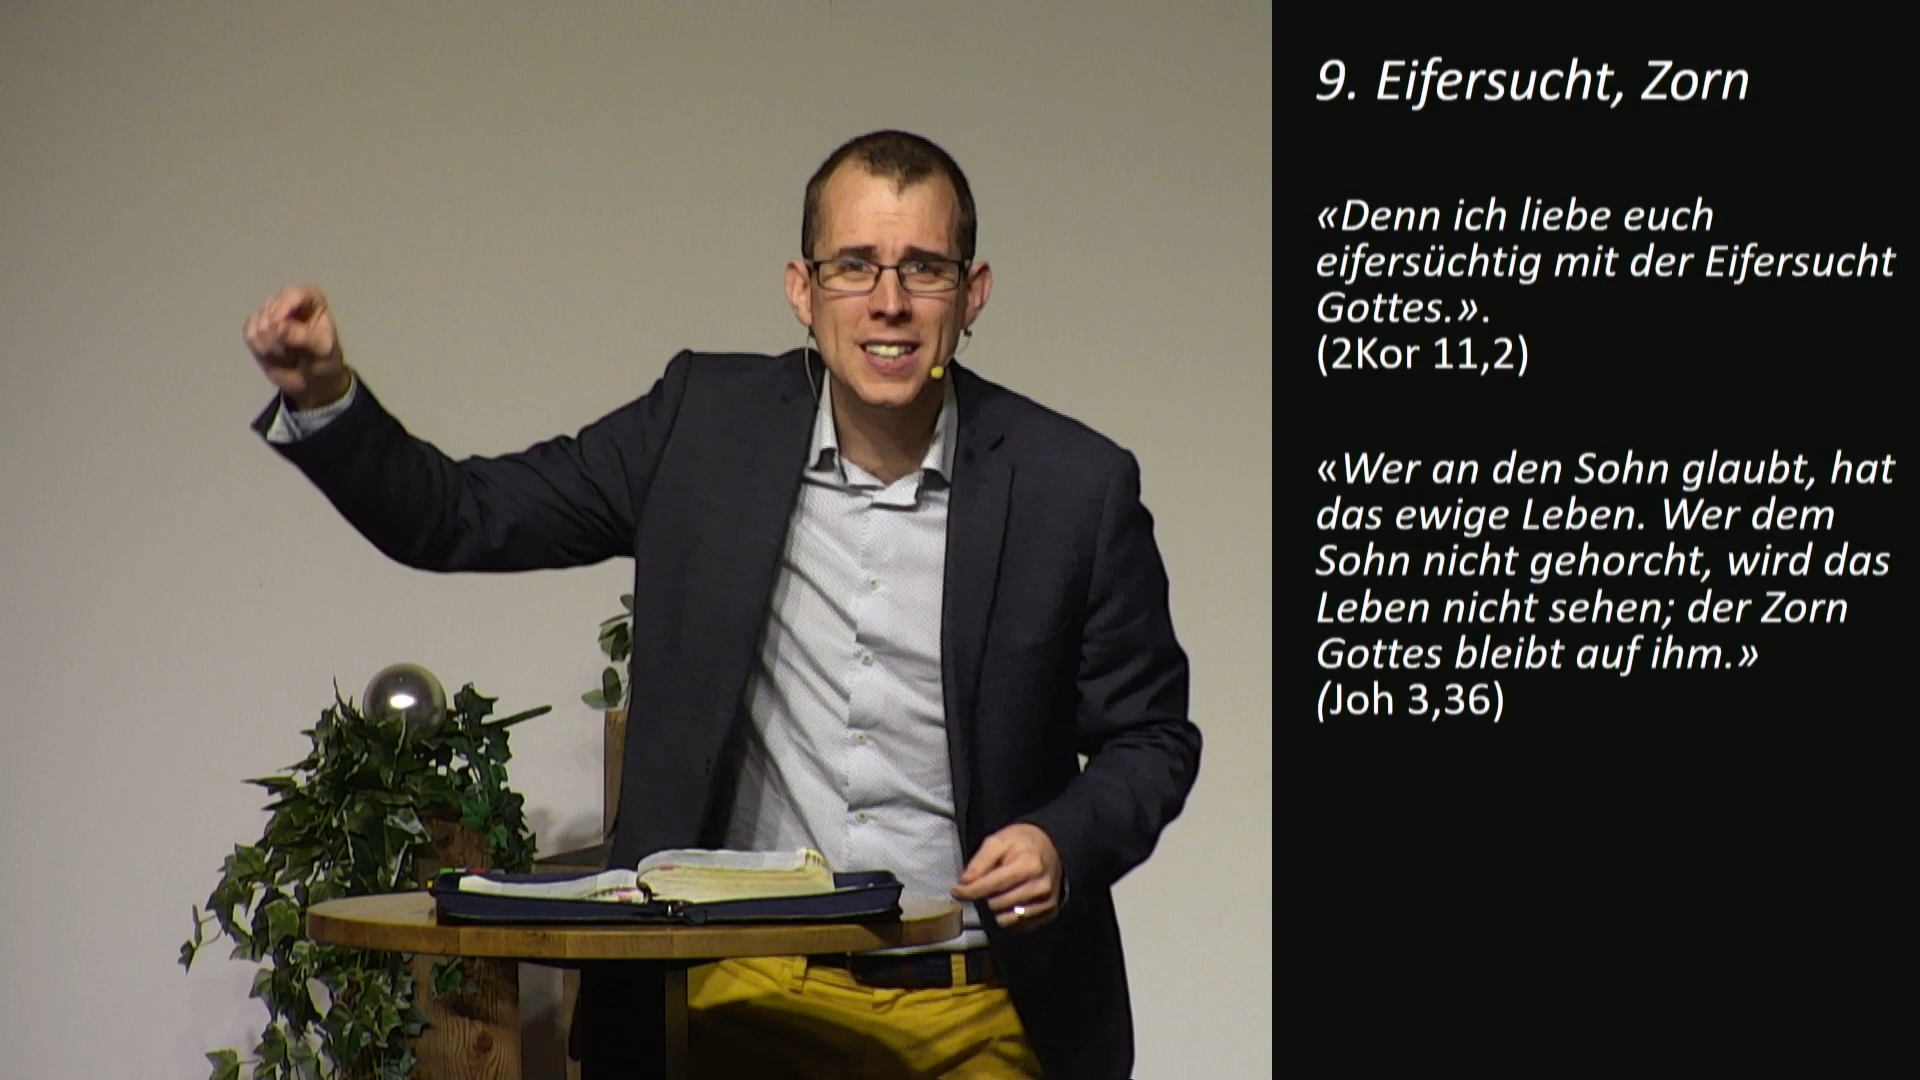 9. Eifersucht, Zorn
«Denn ich liebe euch
eifersüchtig mit der Eifersucht
Gottes.».
(2Kor 11,2)
«Wer an den Sohn glaubt, hat
das ewige Leben. Wer dem
Sohn nicht gehorcht, wird das
Leben nicht sehen; der Zorn
Gottes bleibt auf ihm.»
(Joh 3,36)